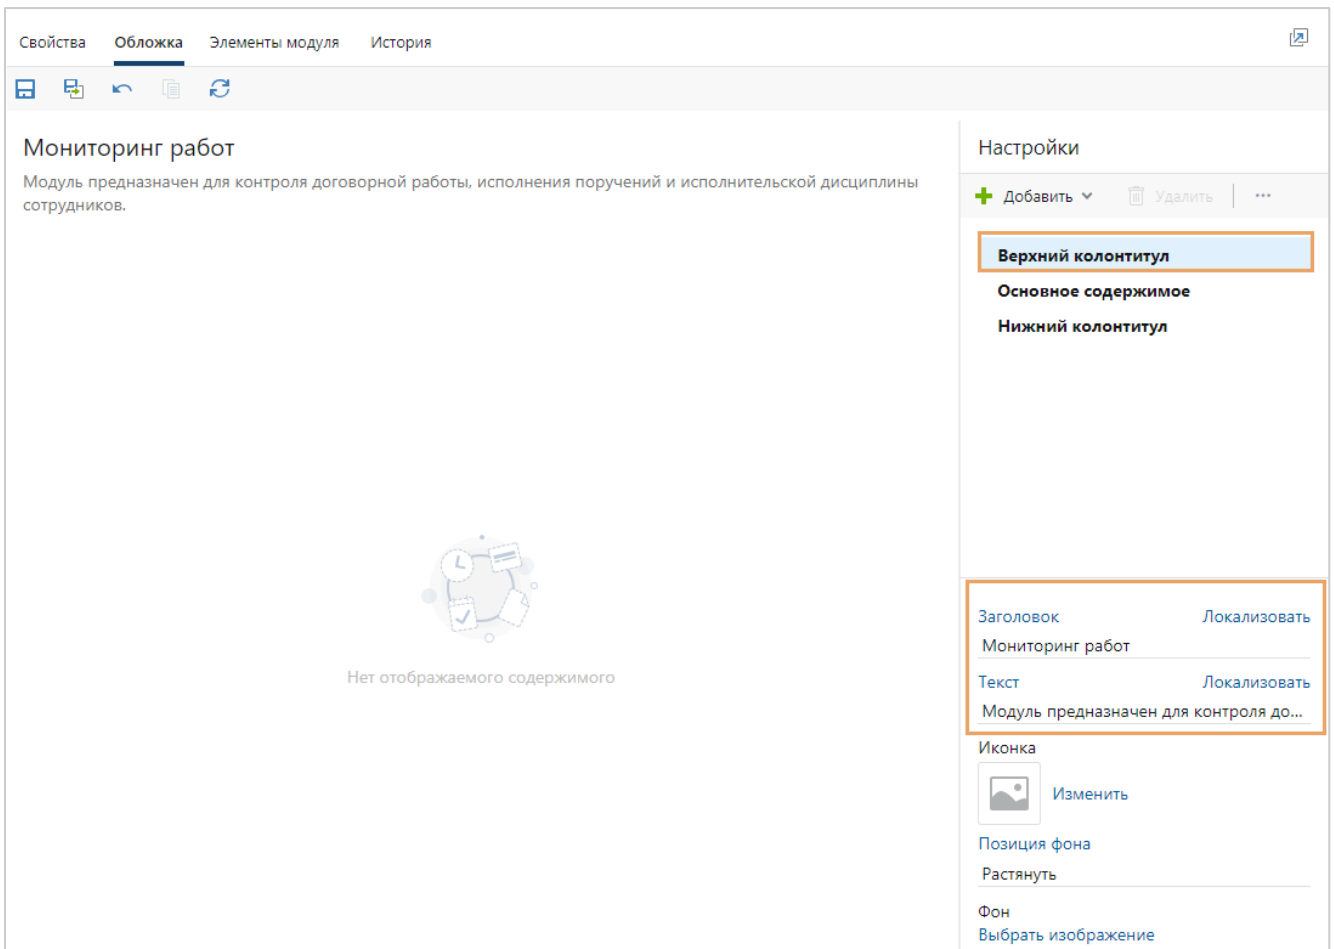 Свойства Обложка Элементы модуля История
Мониторинг работ
Модуль предназначен для контроля договорной работы, исполнения поручений и исполнительской дисциплины
сотрудников.
Нет отображаемого содержимого
Настройки
Добавить Удалить
Верхний колонтитул
Основное содержимое
Нижний колонтитул
Заголовок Локализовать
Мониторинг работ
Текст Локализовать
Модуль предназначен для контроля до...
Иконка
Изменить
Позиция фона
Растянуть
Фон
Выбрать изображение